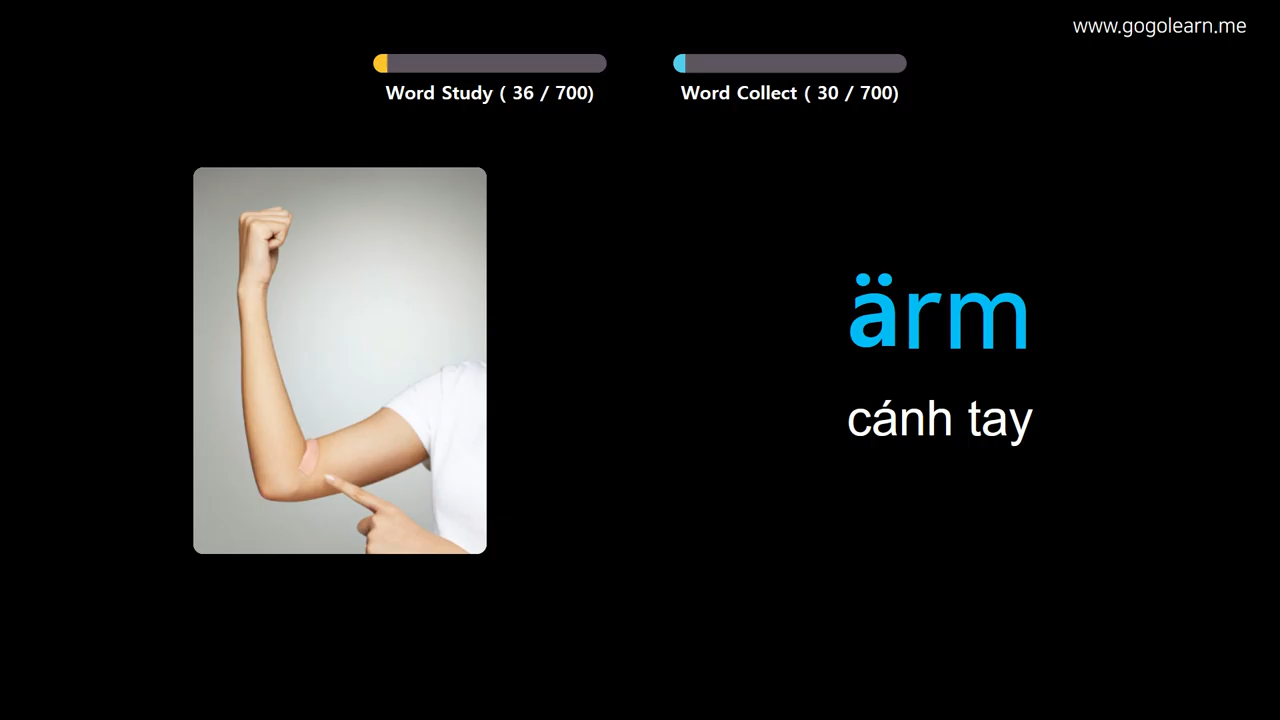 www.gogolearn.me
Word Study ( 36 / 700)
Word Collect ( 30 / 700)
ärm
cánh tay